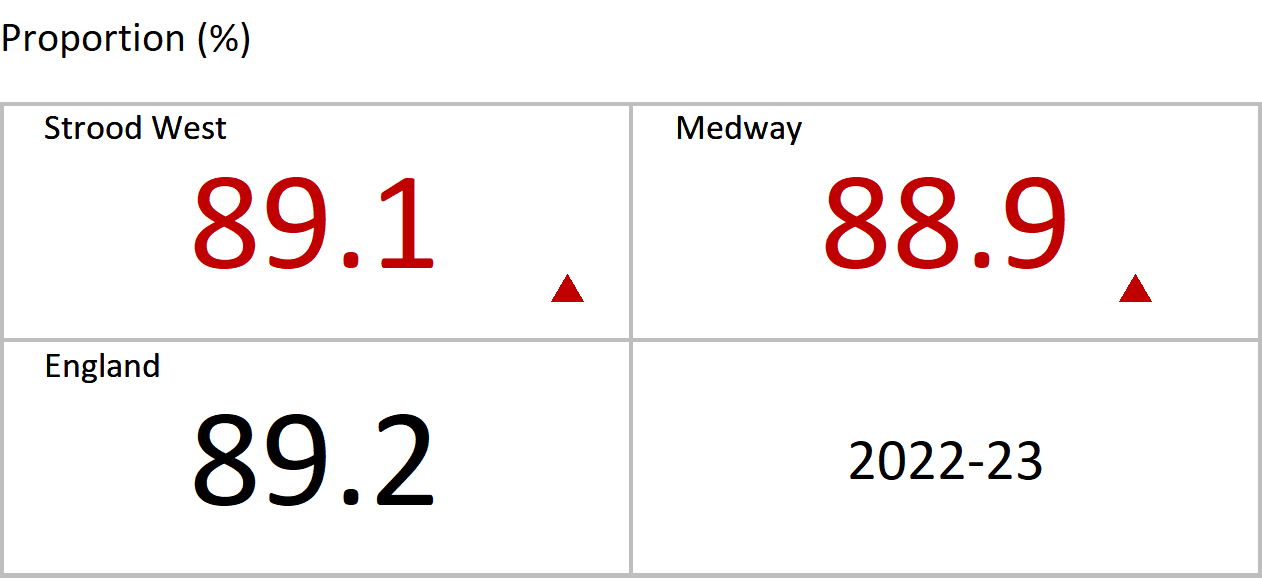 Proportion (%)
Strood West
89.1
Medway
88.9
England
89.2
2022-23